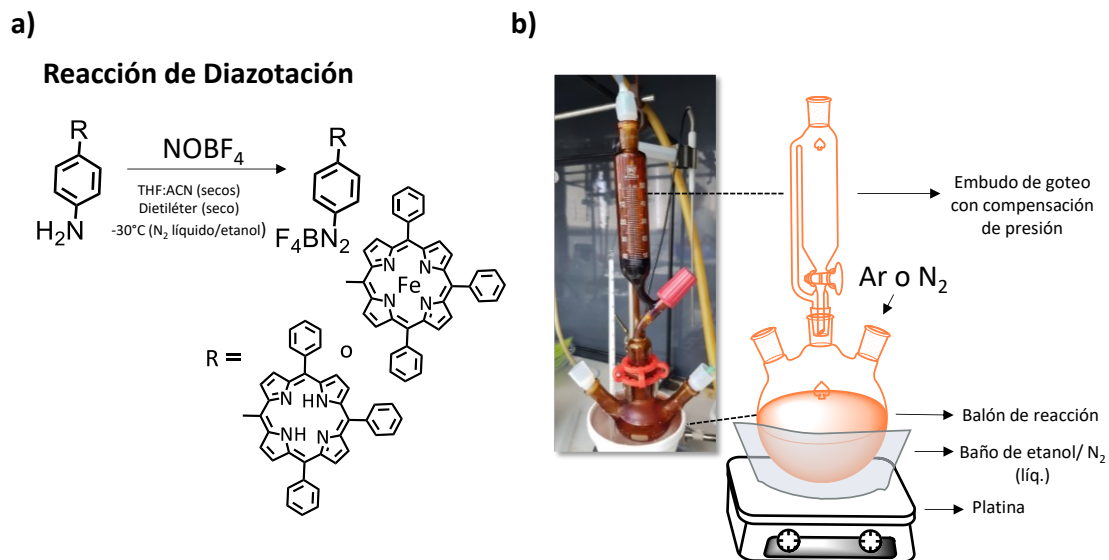 a)
Reacción de Diazotación
R
H₂N
NOBF₄
THF:ACN (secos)
Dietiléter (seco)
-30°C (N₂ líquido/etanol)
R
F₄BN₂
N
N
Fe
N
N
R =
o
N
HN
NH
N
b)
Embudo de goteo
con compensación
de presión
Ar o N₂
Balón de reacción
Baño de etanol/ N₂
(líq.)
Platina